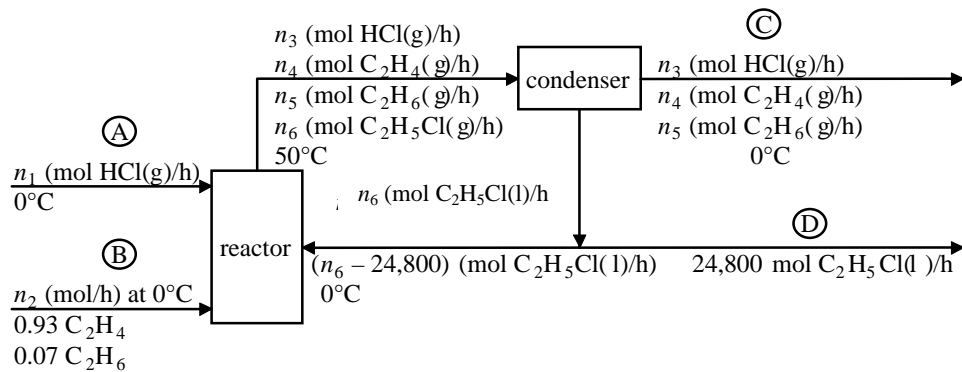 C
n3 (mol HCl(g)/h)
n4 (mol C2H4(g)/h)
n5 (mol C2H6(g)/h)
n6 (mol C2H5Cl(g)/h)
50°C
condenser
n3 (mol HCl(g)/h)
n4 (mol C2H4(g)/h)
n5 (mol C2H6(g)/h)
0°C
A
n1 (mol HCl(g)/h)
0°C
n6 (mol C2H5Cl(l)/h
reactor
B
n2 (mol/h) at 0°C
0.93 C2H4
0.07 C2H6
D
(n6 – 24,800) (mol C2H5Cl(l)/h)
0°C
24,800 mol C2H5Cl(l)/h